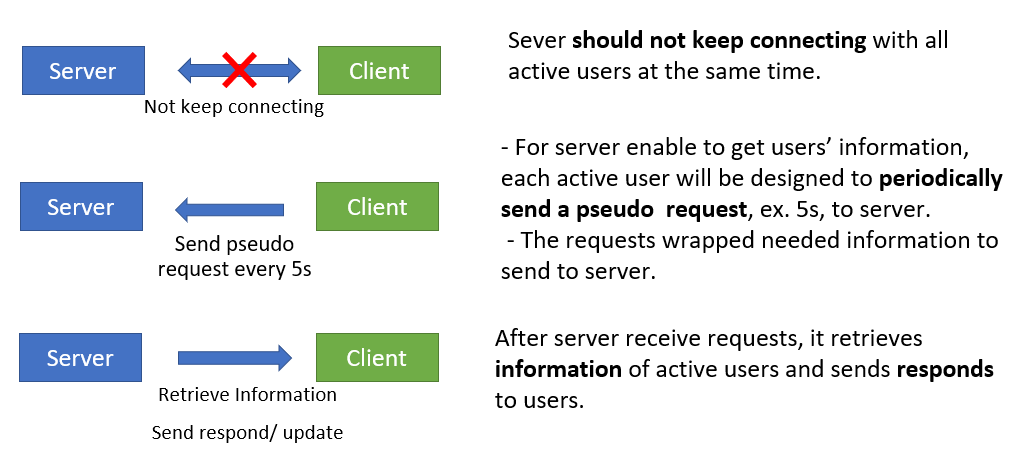 Server
Client
Not keep connecting
Sever should not keep connecting with all
active users at the same time.
Server
Client
Send pseudo
request every 5s
- For server enable to get users’ information,
each active user will be designed to periodically
send a pseudo  request, ex. 5s, to server.
- The requests wrapped needed information to
send to server.
Server
Client
Retrieve Information
Send respond/ update
After server receive requests, it retrieves
information of active users and sends responds
to users.